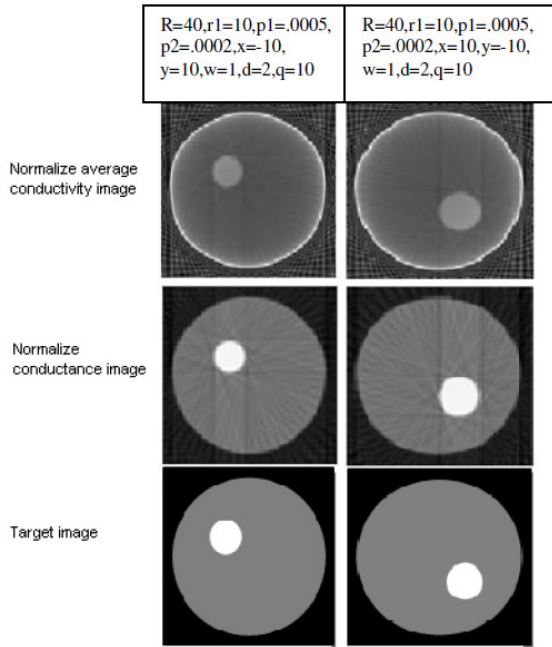 R=40,r1=10,p1=.0005,
p2=.0002,x=-10,
y=10,w=1,d=2,q=10
R=40,r1=10,p1=.0005,
p2=.0002,x=10,y=-10,
w=1,d=2,q=10
Normalize average
conductivity image
Normalize
conductance image
Target image